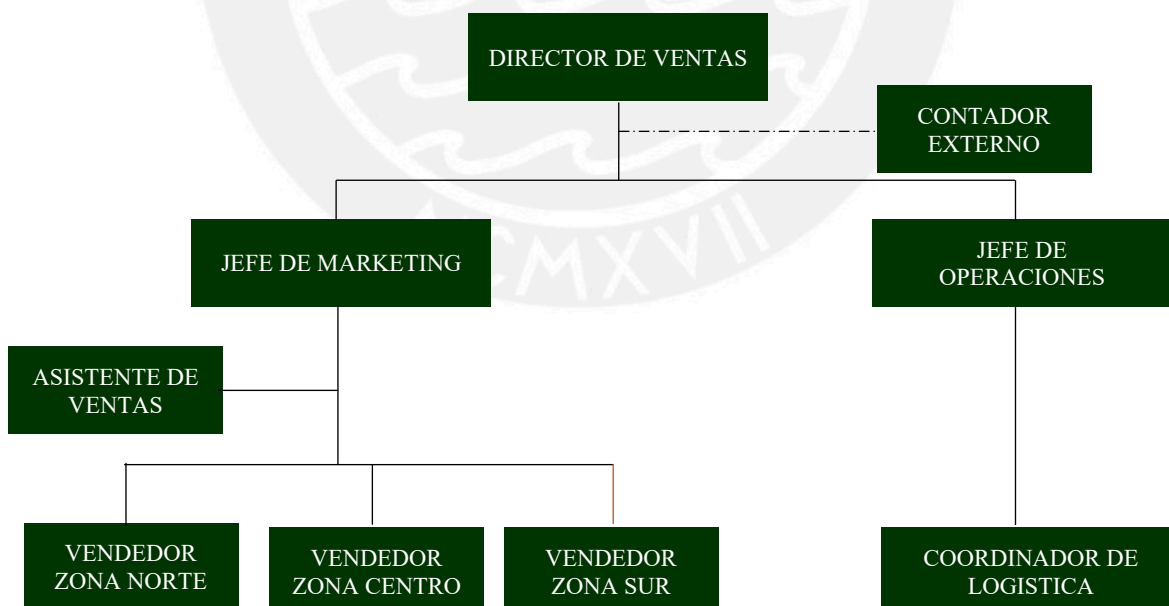 DIRECTOR DE VENTAS
CONTADOR
EXTERNO
JEFE DE MARKETING
JEFE DE
OPERACIONES
MCMXVII
ASISTENTE DE
VENTAS
VENDEDOR
ZONA NORTE
VENDEDOR
ZONA CENTRO
VENDEDOR
ZONA SUR
COORDINADOR DE
LOGISTICA